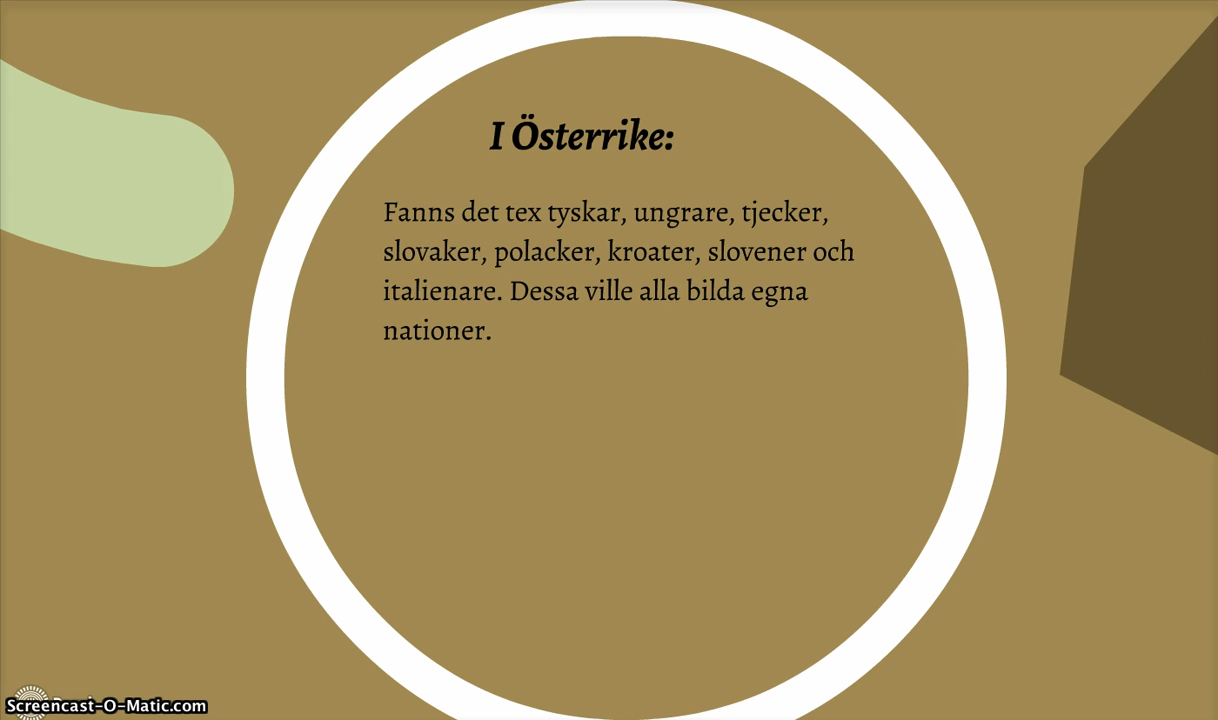 I Österrike:
Fanns det tex tyskar, ungrare, tjecker,
slovaker, polacker, kroater, slovener och
italienare. Dessa ville alla bilda egna
nationer.
Screencast-O-Matic.com